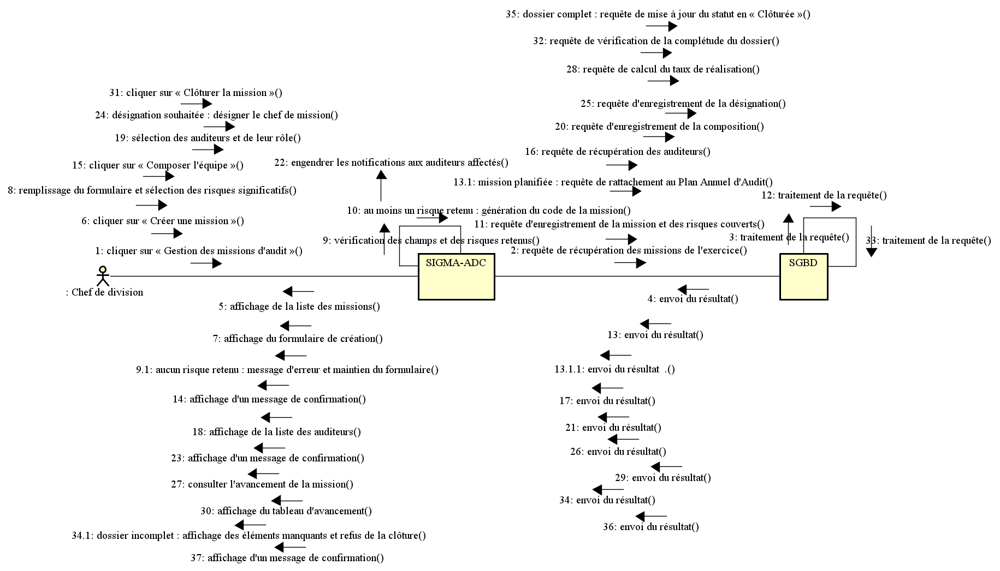 35: dossier complet : requête de mise à jour du statut en « Clôturée »()
32: requête de vérification de la complétude du dossier()
28: requête de calcul du taux de réalisation()
31: cliquer sur « Clôturer la mission »()
25: requête d'enregistrement de la désignation()
24: désignation souhaitée : désigner le chef de mission()
20: requête d'enregistrement de la composition()
19: sélection des auditeurs et de leur rôle()
16: requête de récupération des auditeurs()
22: engendrer les notifications aux auditeurs affectés()
15: cliquer sur « Composer l'équipe »()
13.1: mission planifiée : requête de rattachement au Plan Annuel d'Audit()
8: remplissage du formulaire et sélection des risques significatifs()
12: traitement de la requête()
10: au moins un risque retenu : génération du code de la mission()
6: cliquer sur « Créer une mission »()
11: requête d'enregistrement de la mission et des risques couverts()
3: traitement de la requête()
9: vérification des champs et des risques retenus()
33: traitement de la requête()
1: cliquer sur « Gestion des missions d'audit »()
2: requête de récupération des missions de l'exercice()
SIGMA-ADC
SGBD
: Chef de division
4: envoi du résultat()
5: affichage de la liste des missions()
13: envoi du résultat()
7: affichage du formulaire de création()
9.1: aucun risque retenu : message d'erreur et maintien du formulaire()
13.1.1: envoi du résultat  .()
14: affichage d'un message de confirmation()
17: envoi du résultat()
21: envoi du résultat()
18: affichage de la liste des auditeurs()
26: envoi du résultat()
23: affichage d'un message de confirmation()
29: envoi du résultat()
27: consulter l'avancement de la mission()
34: envoi du résultat()
30: affichage du tableau d'avancement()
36: envoi du résultat()
34.1: dossier incomplet : affichage des éléments manquants et refus de la clôture()
37: affichage d'un message de confirmation()